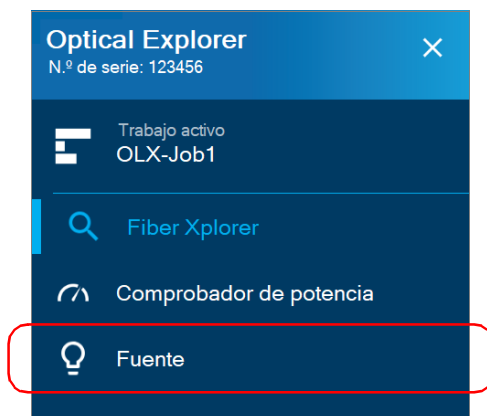 Optical Explorer
N.º de serie: 123456
Trabajo activo
OLX-Job1
Fiber Xplorer
Comprobador de potencia
Fuente